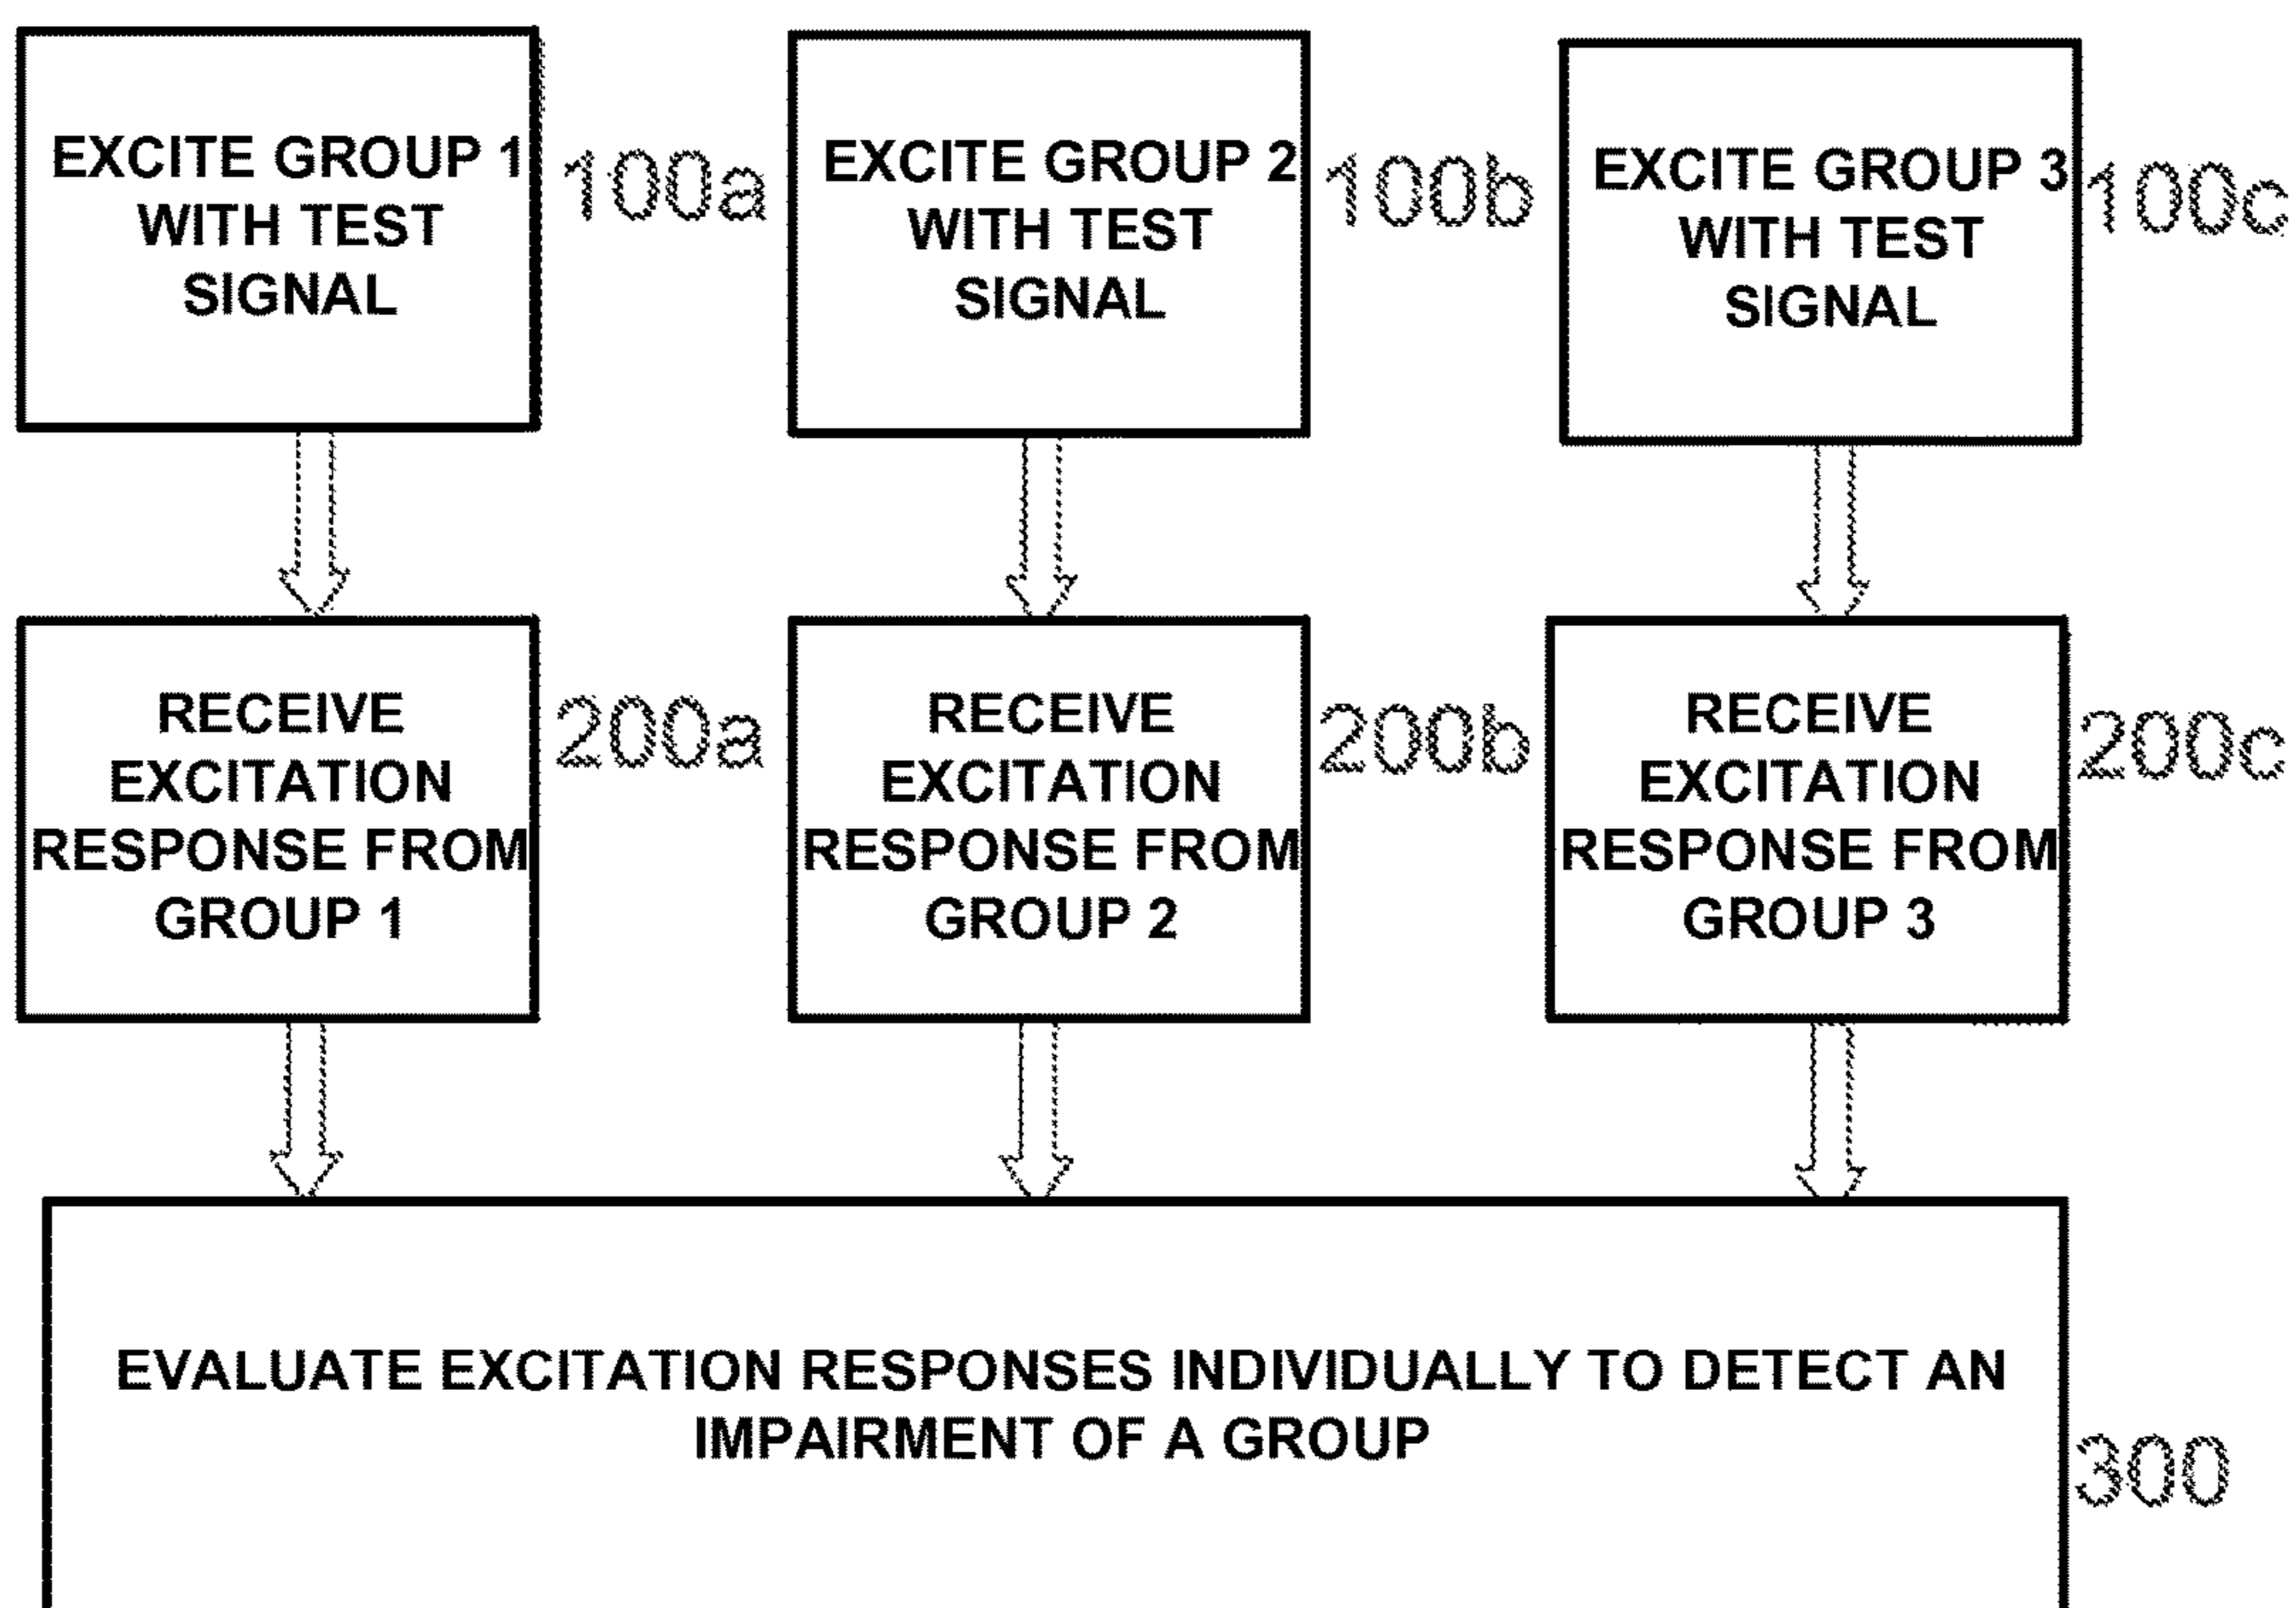 EXCITE GROUP 1
WITH TEST
SIGNAL
100a
EXCITE GROUP 2
WITH TEST
SIGNAL
100b
EXCITE GROUP 3
WITH TEST
SIGNAL
100c
RECEIVE
EXCITATION
RESPONSE FROM
GROUP 1
200a
RECEIVE
EXCITATION
RESPONSE FROM
GROUP 2
200b
RECEIVE
EXCITATION
RESPONSE FROM
GROUP 3
200c
EVALUATE EXCITATION RESPONSES INDIVIDUALLY TO DETECT AN
IMPAIRMENT OF A GROUP
300